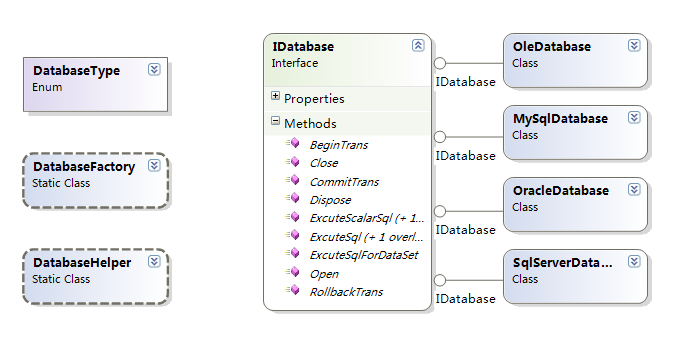 DatabaseType
Enum
DatabaseFactory
Static Class
DatabaseHelper
Static Class
IDatabase
Interface
Properties
Methods
BeginTrans
Close
CommitTrans
Dispose
ExcuteScalarSql (+ 1...
ExcuteSql (+ 1 overl...
ExcuteSqlForDataSet
Open
RollbackTrans
OleDatabase
Class
IDatabase
MySqlDatabase
Class
IDatabase
OracleDatabase
Class
IDatabase
SqlServerData...
Class
IDatabase